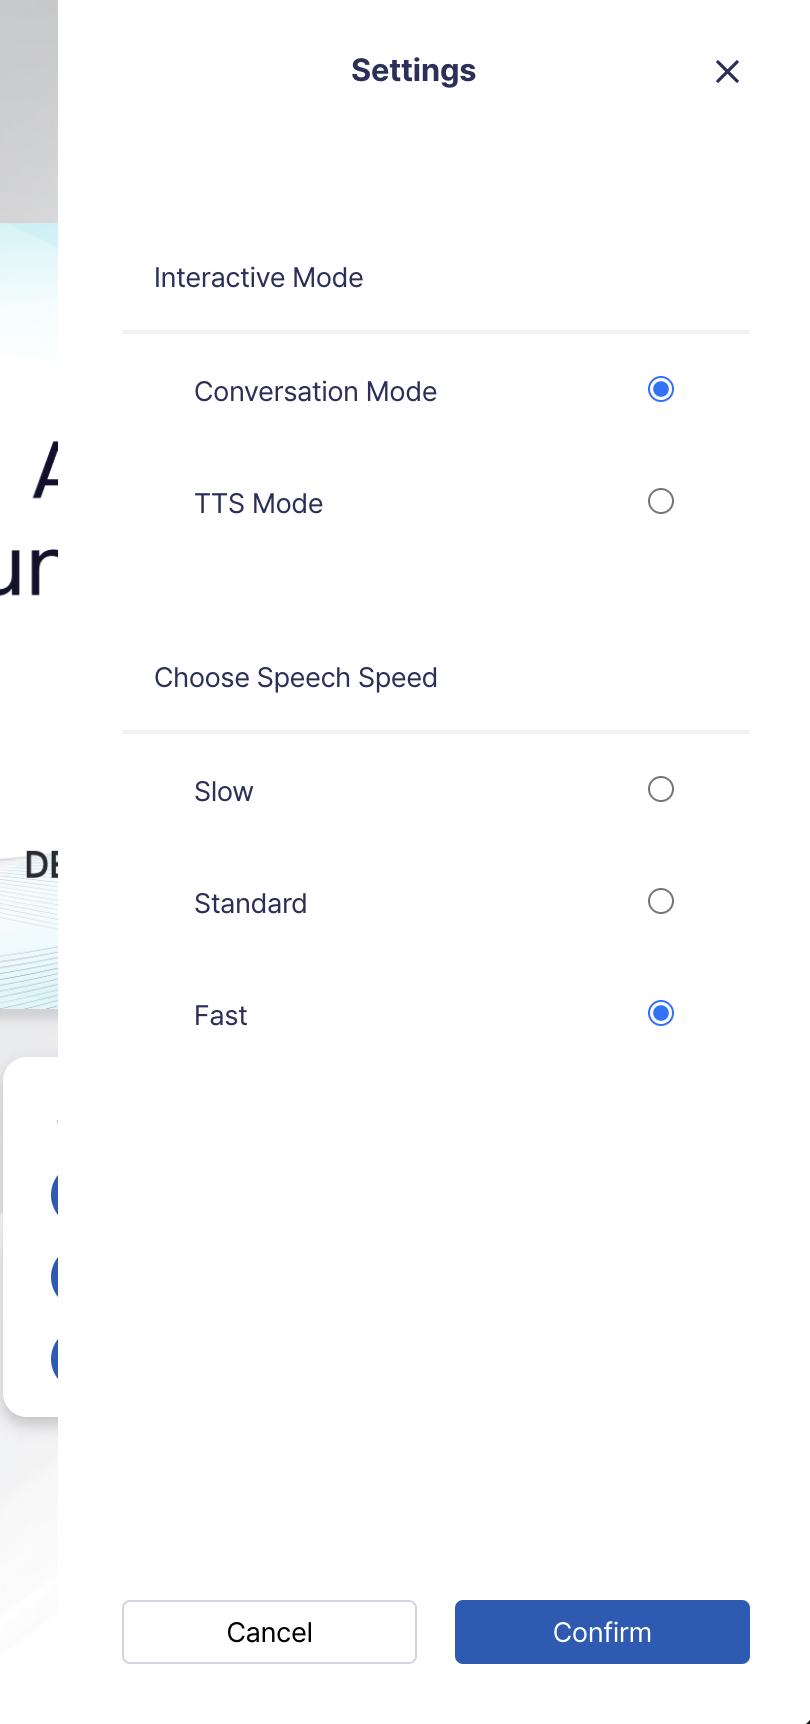 Settings
Interactive Mode
Conversation Mode
TTS Mode
Choose Speech Speed
Slow
Standard
Fast
Cancel
Confirm